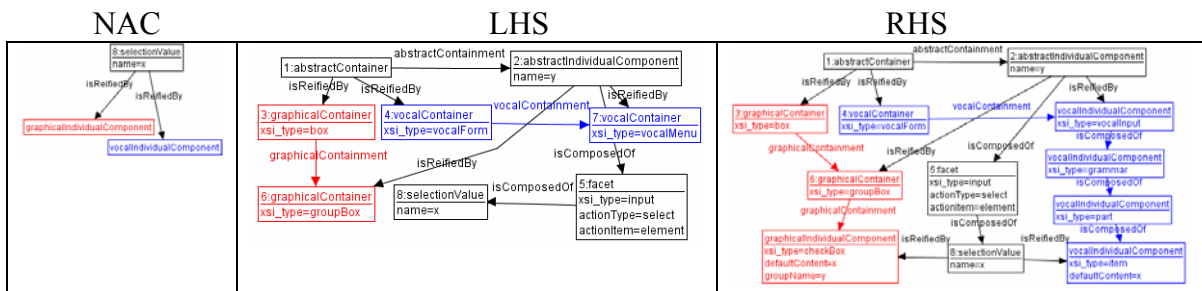 NAC
LHS
RHS
8:selectionValue
name=x
isReifiedBy
isReifiedBy
graphicalIndividualComponent
vocalIndividualComponent
abstractContainment
1:abstractContainer
2:abstractIndividualComponent
name=y
isReifiedBy
isReifiedBy
isReifiedBy
3:graphicalContainer
xsi_type=box
4:vocalContainer
xsi_type=vocalForm
vocalContainment
7:vocalContainer
xsi_type=vocalMenu
graphicalContainment
isReifiedBy
isComposedOf
6:graphicalContainer
xsi_type=groupBox
8:selectionValue
name=x
isComposedOf
5:facet
xsi_type=input
actionType=select
actionItem=element
abstractContainment
1:abstractContainer
2:abstractIndividualComponent
name=y
isReifiedBy
isReifiedBy
isReifiedBy
3:graphicalContainer
xsi_type=box
4:vocalContainer
xsi_type=vocalForm
vocalContainment
vocalIndividualComponent
xsi_type=vocalInput
graphicalContainment
isReifiedBy
isComposedOf
isComposedOf
6:graphicalContainer
xsi_type=groupBox
5:facet
xsi_type=input
actionType=select
actionItem=element
vocalIndividualComponent
xsi_type=grammar
isComposedOf
vocalIndividualComponent
xsi_type=part
graphicalContainment
isComposedOf
isComposedOf
graphicalIndividualComponent
xsi_type=checkBox
defaultContent=x
groupName=y
isReifiedBy
8:selectionValue
name=x
isReifiedBy
vocalIndividualComponent
xsi_type=item
defaultContent=x